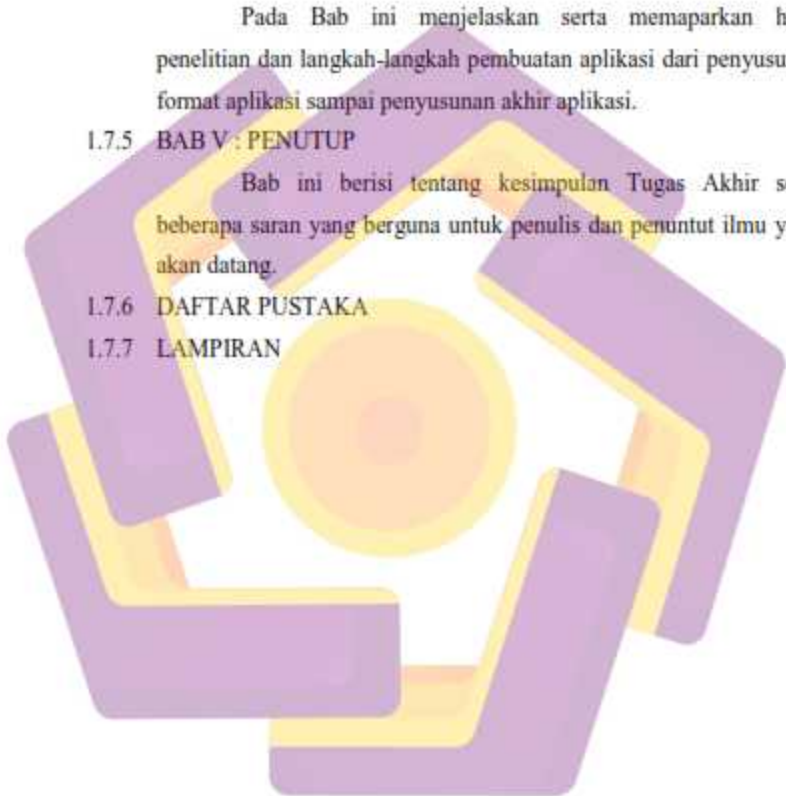 Pada Bab ini menjelaskan serta memaparkan h
penelitian dan langkah-langkah pembuatan aplikasi dari penyusu
format aplikasi sampai penyusunan akhir aplikasi.
1.7.5 BAB V : PENUTUP
Bab ini berisi tentang kesimpulan Tugas Akhir se
beberapa saran yang berguna untuk penulis dan penuntut ilmu y
akan datang.
1.7.6 DAFTAR PUSTAKA
1.7.7 LAMPIRAN